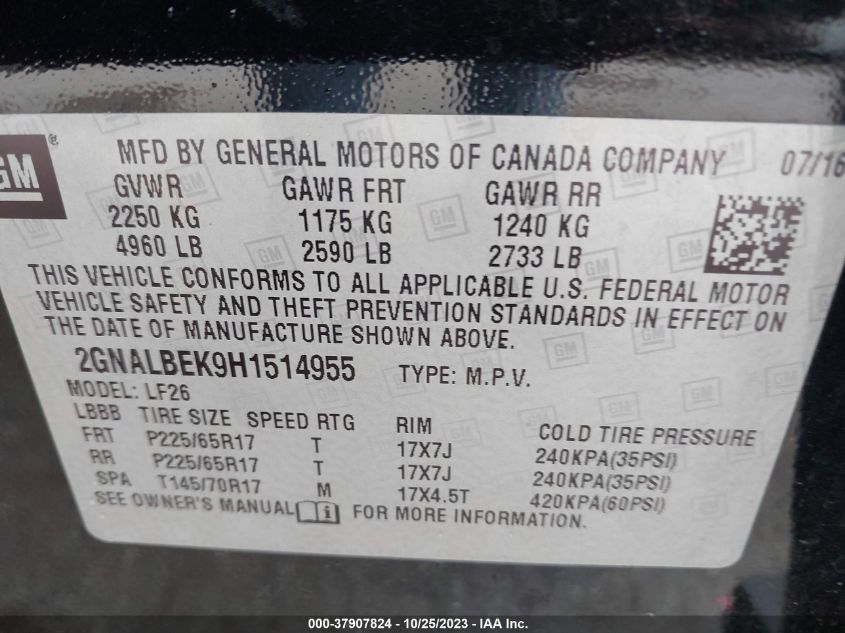 GM
MFD BY GENERAL MOTORS OF CANADA COMPANY 07/16
GVWR GAWR FRT GAWR RR
2250 KG 1175 KG 1240 KG
4960 LB 2590 LB 2733 LB
THIS VEHICLE CONFORMS TO ALL APPLICABLE U.S. FEDERAL MOTOR
VEHICLE SAFETY AND THEFT PREVENTION STANDARDS IN EFFECT ON
THE DATE OF MANUFACTURE SHOWN ABOVE.
2GNALBEK9H1514955 TYPE: M.P.V.
MODEL: LF26
LBBB TIRE SIZE SPEED RTG RIM COLD TIRE PRESSURE
FRT P225/65R17 T 17X7J 240KPA(35PSI)
RR P225/65R17 T 17X7J 240KPA(35PSI)
SPA T145/70R17 M 17X4.5T 420KPA(60PSI)
SEE OWNER'S MANUAL FOR MORE INFORMATION.
000-37907824 - 10/25/2023 - IAA Inc.